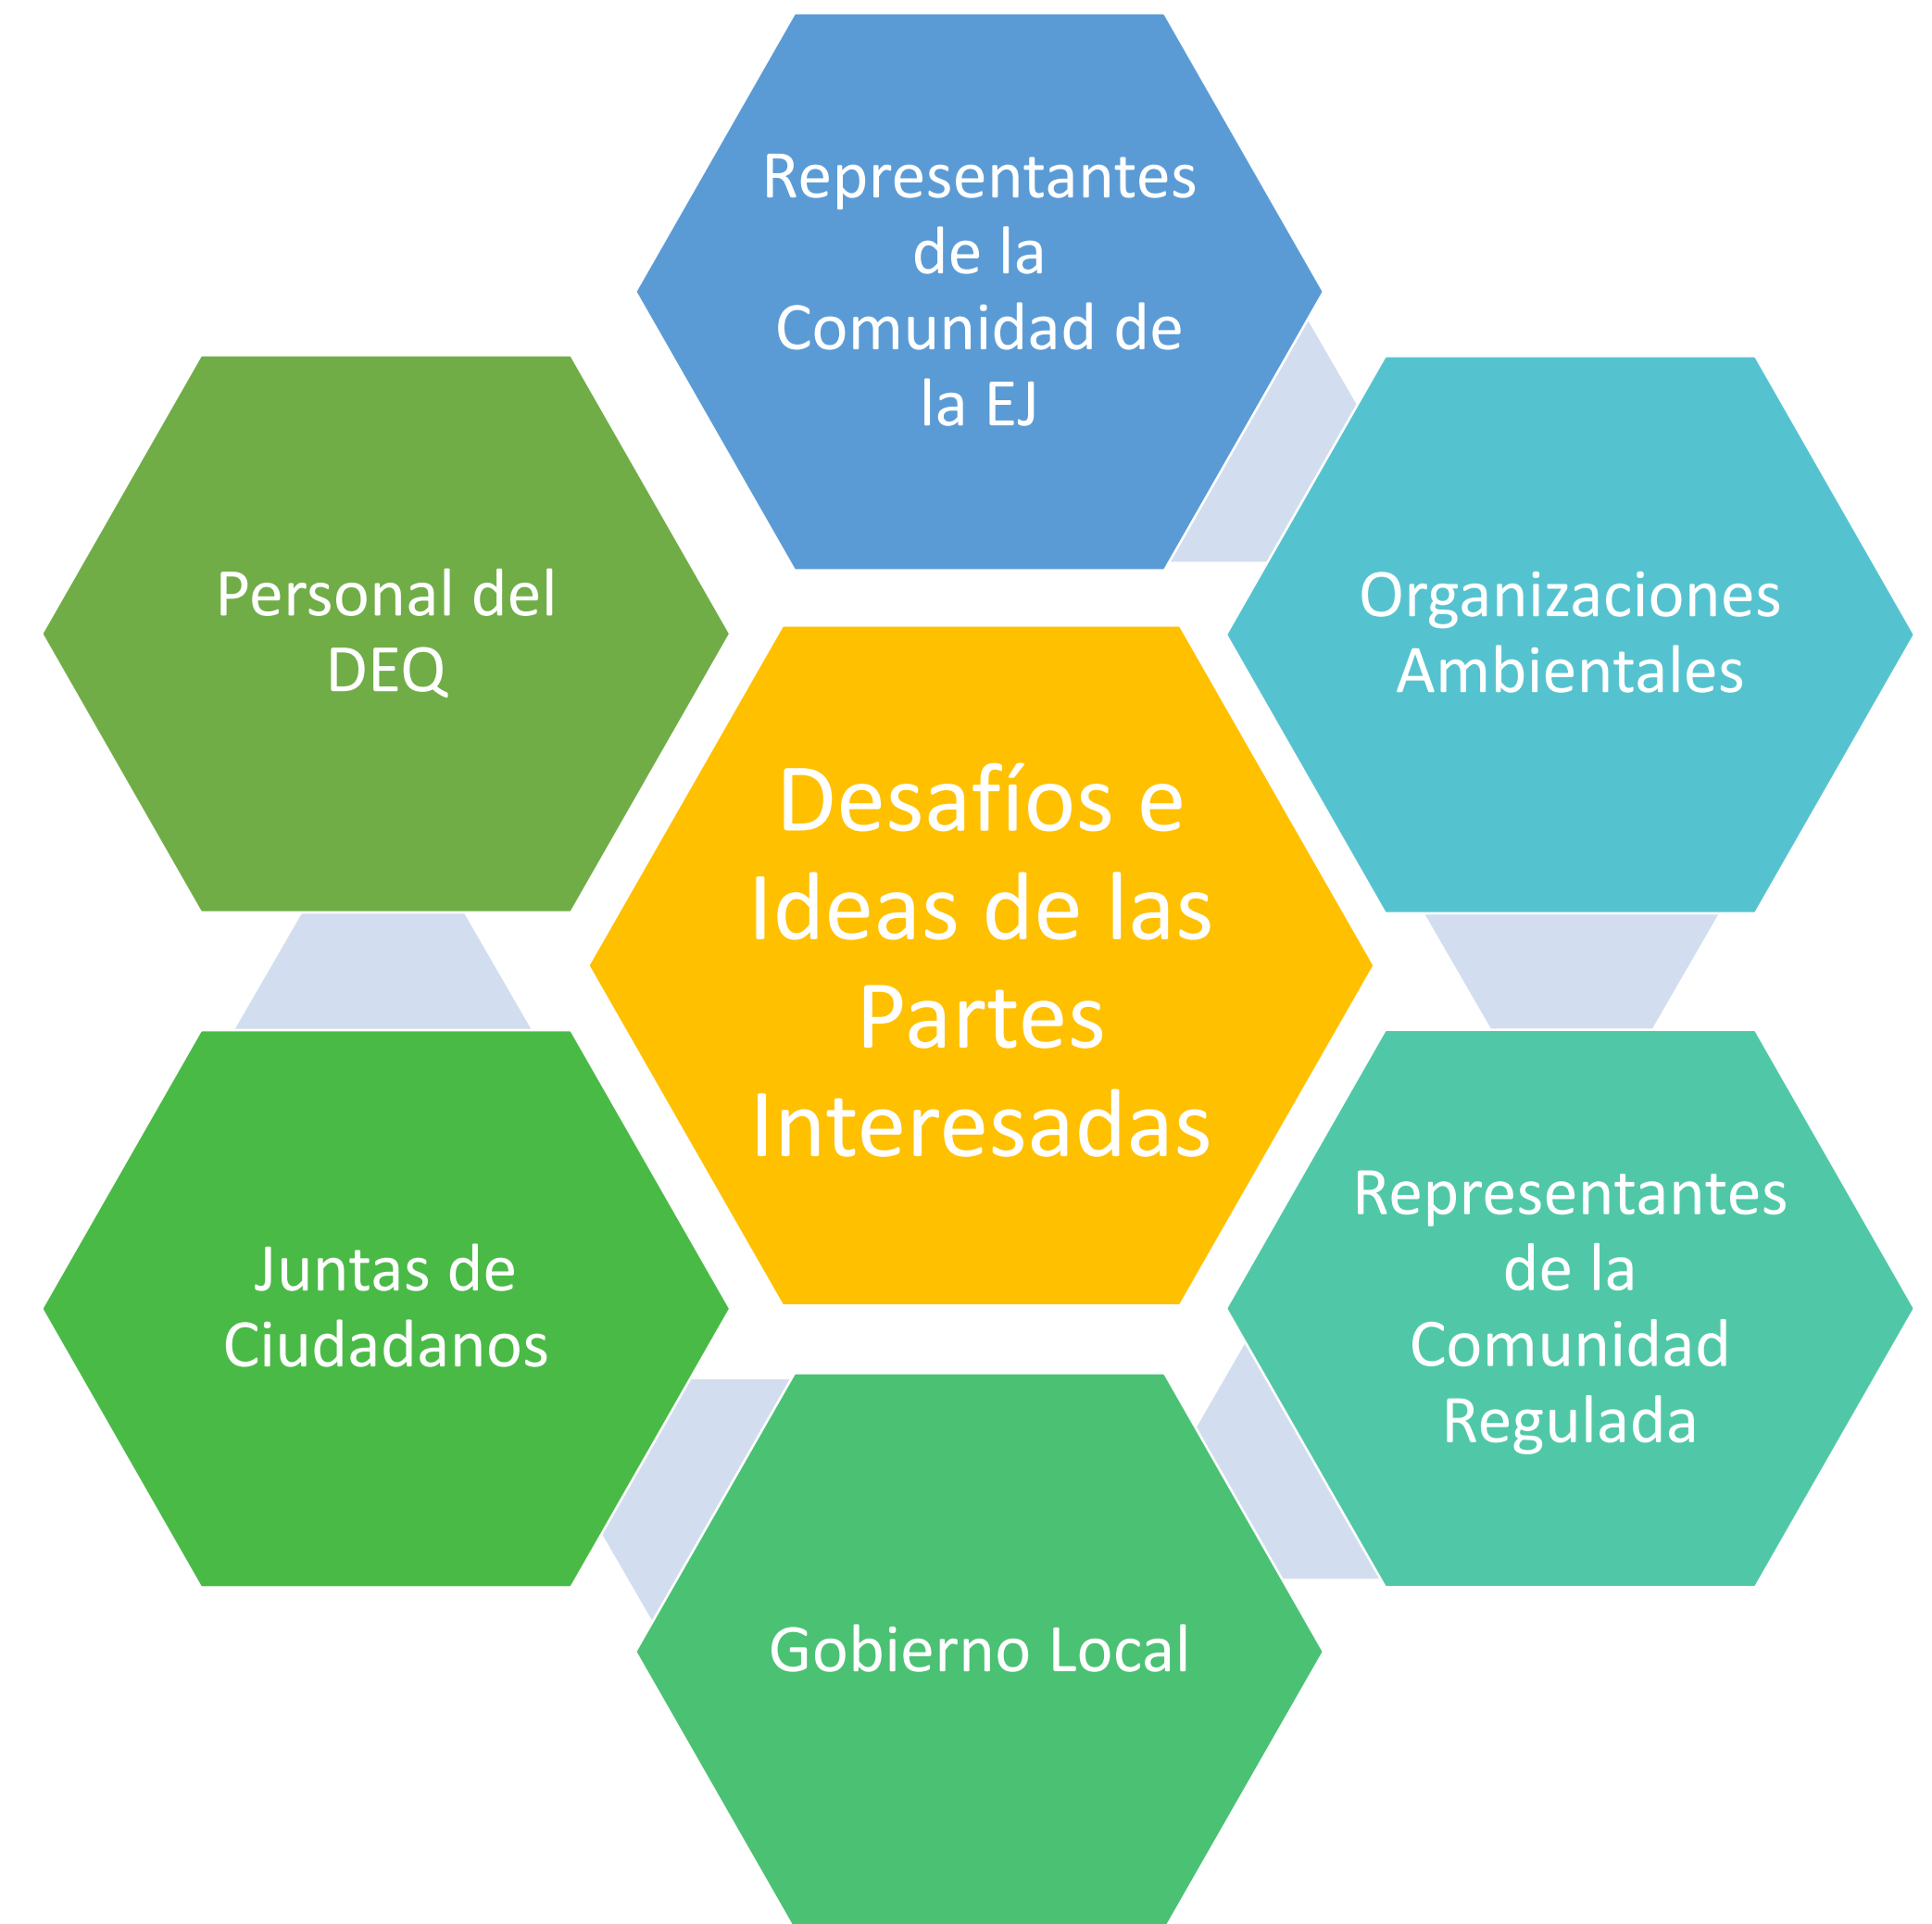 Representantes
de la
Comunidad de
la EJ
Organizaciones
Ambientales
Representantes
de la
Comunidad
Regulada
Gobierno Local
Juntas de
Ciudadanos
Personal del
DEQ
Desafíos e
Ideas de las
Partes
Interesadas